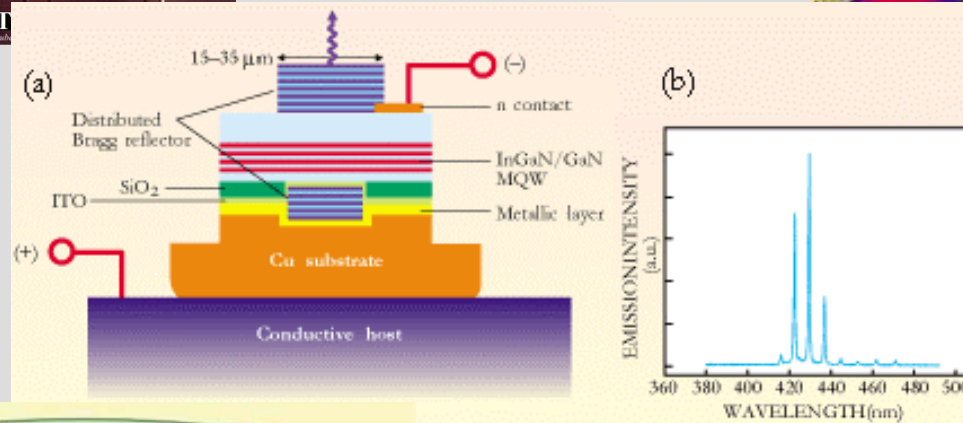 (a)
15–35 µm
(–)
n contact
Distributed
Bragg reflector
InGaN/GaN
MQW
SiO2
ITO
Metallic layer
(+)
Cu substrate
Conductive host
(b)
EMISSION INTENSITY
(a.u.)
360 380 400 420 440 460 480 500
WAVELENGTH (nm)